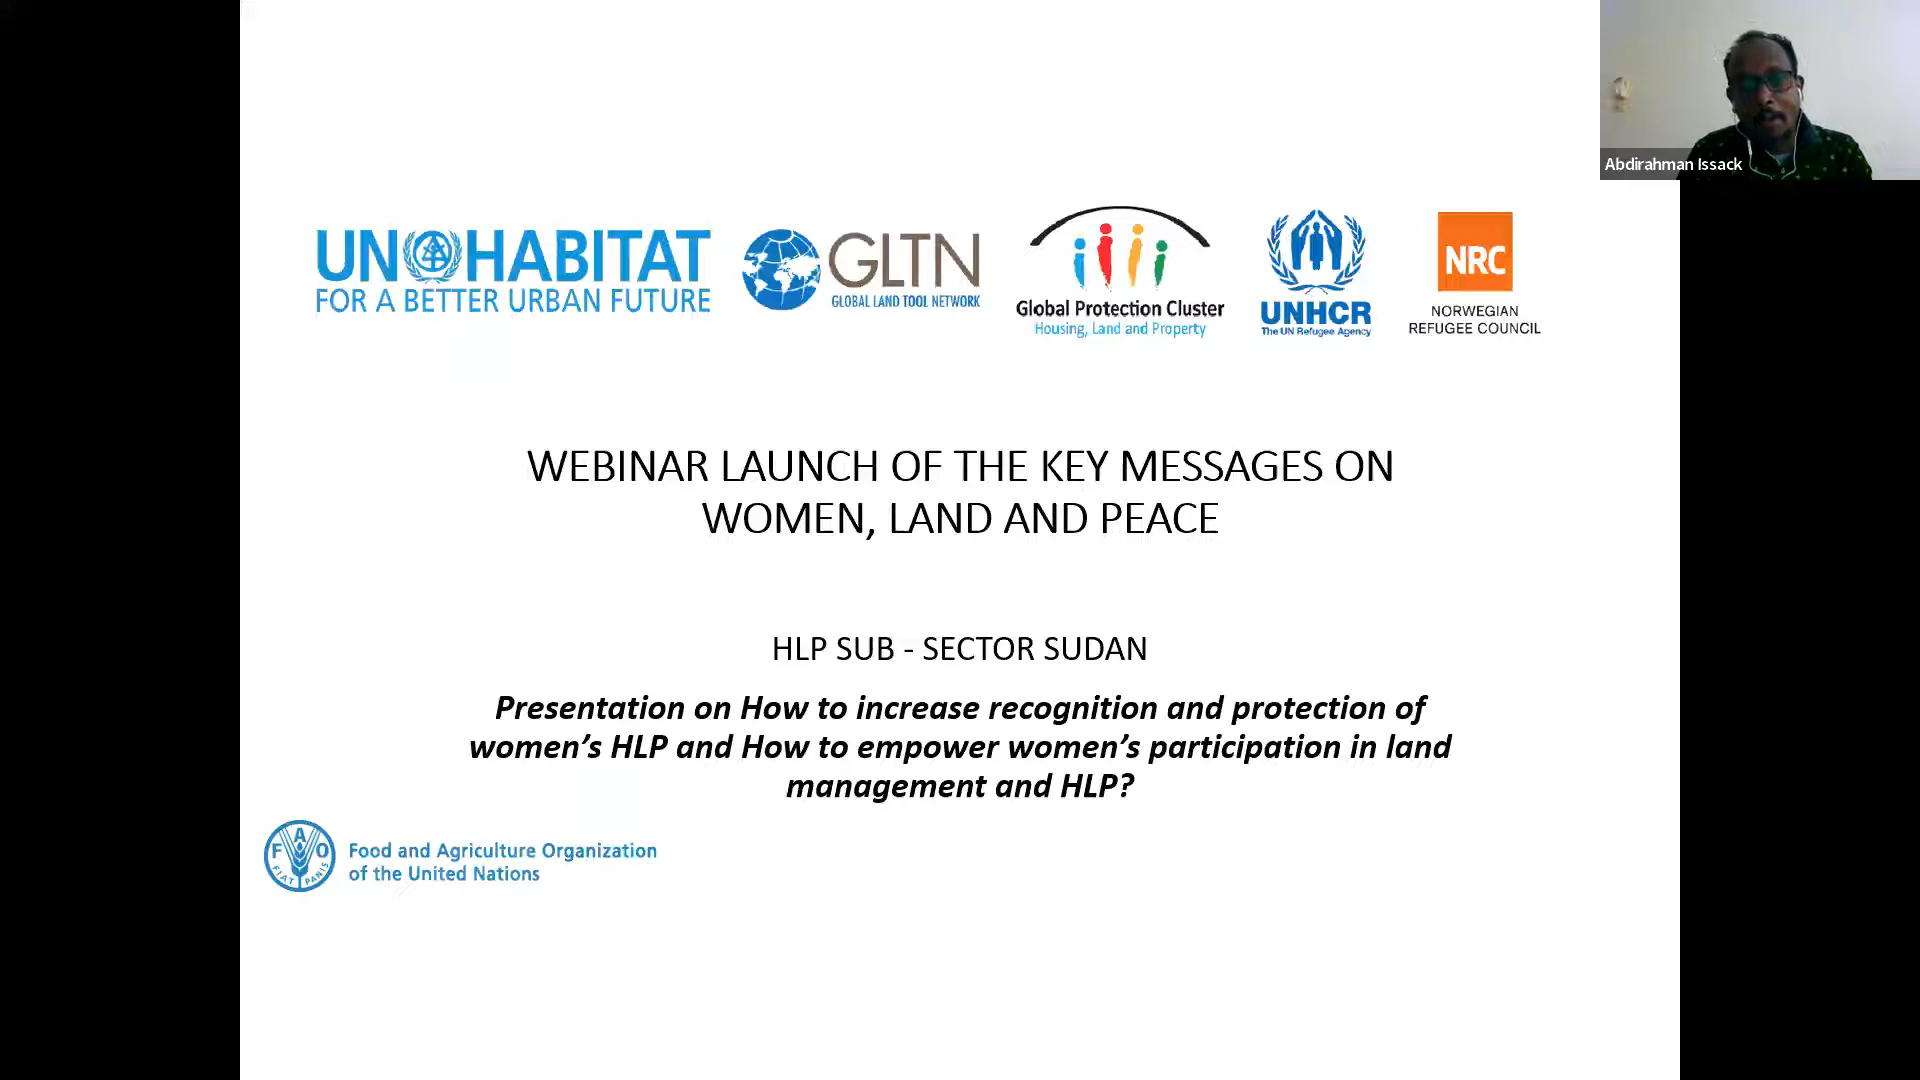 UN HABITAT
FOR A BETTER URBAN FUTURE
GLTN
GLOBAL LAND TOOL NETWORK
Global Protection Cluster
Housing, Land and Property
UNHCR
The UN Refugee Agency
NRC
NORWEGIAN
REFUGEE COUNCIL
Abdirahman Issack
WEBINAR LAUNCH OF THE KEY MESSAGES ON
WOMEN, LAND AND PEACE
HLP SUB - SECTOR SUDAN
Presentation on How to increase recognition and protection of
women’s HLP and How to empower women’s participation in land
management and HLP?
FAO
FIAT PANIS
Food and Agriculture Organization
of the United Nations